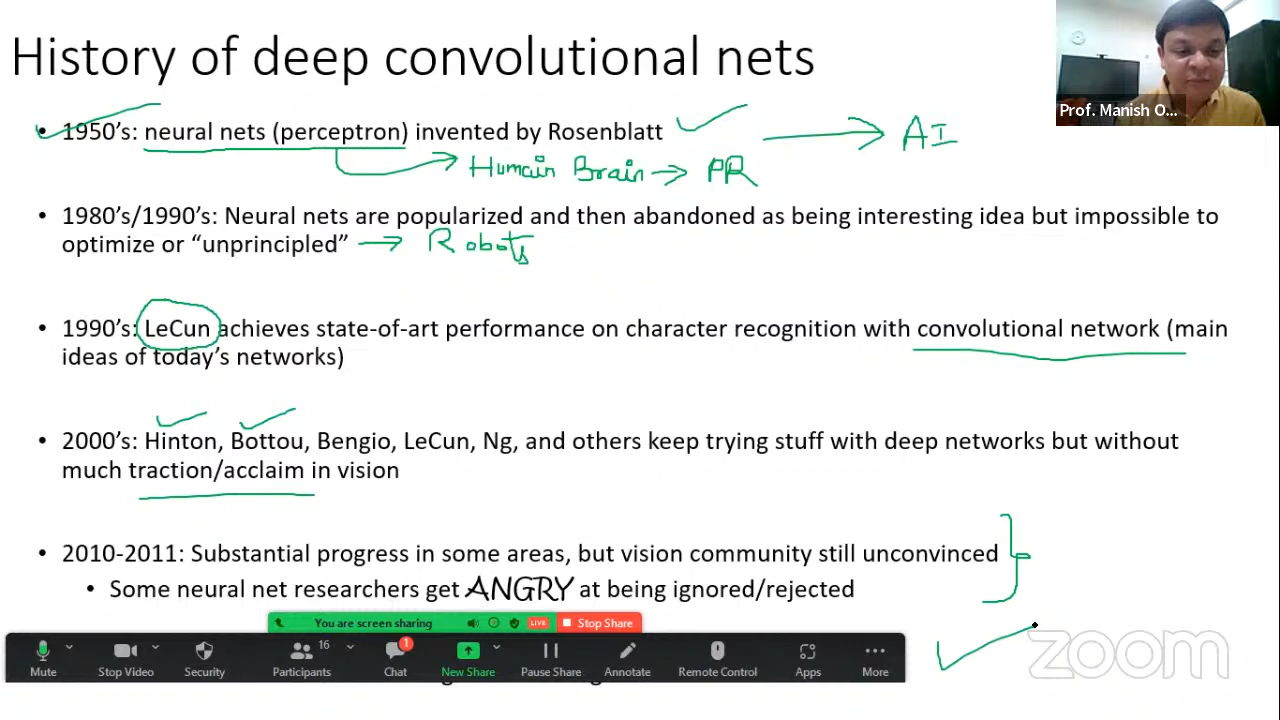 History of deep convolutional nets
Prof. Manish O...
• 1950's: neural nets (perceptron) invented by Rosenblatt → AI
Human Brain → PR
• 1980's/1990's: Neural nets are popularized and then abandoned as being interesting idea but impossible to
optimize or “unprincipled” → Robots
• 1990's: LeCun achieves state-of-art performance on character recognition with convolutional network (main
ideas of today's networks)
• 2000's: Hinton, Bottou, Bengio, LeCun, Ng, and others keep trying stuff with deep networks but without
much traction/acclaim in vision
• 2010-2011: Substantial progress in some areas, but vision community still unconvinced
• Some neural net researchers get ANGRY at being ignored/rejected
You are screen sharing LIVE Stop Share
16 1
Mute Stop Video Security Participants Chat New Share Pause Share Annotate Remote Control Apps More
zoom